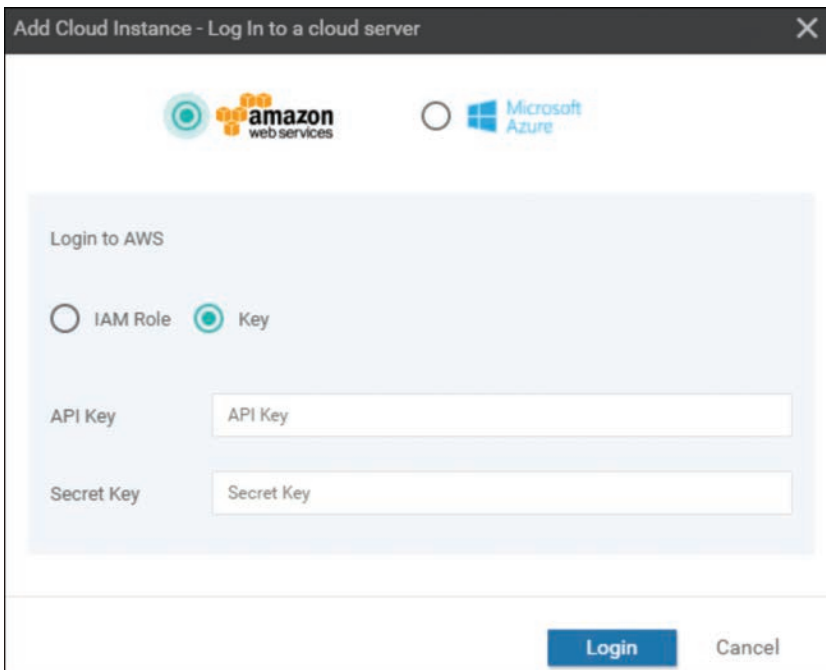 Add Cloud Instance - Log In to a cloud server
amazon
web services
Microsoft
Azure
Login to AWS
IAM Role Key
API Key API Key
Secret Key Secret Key
Login Cancel